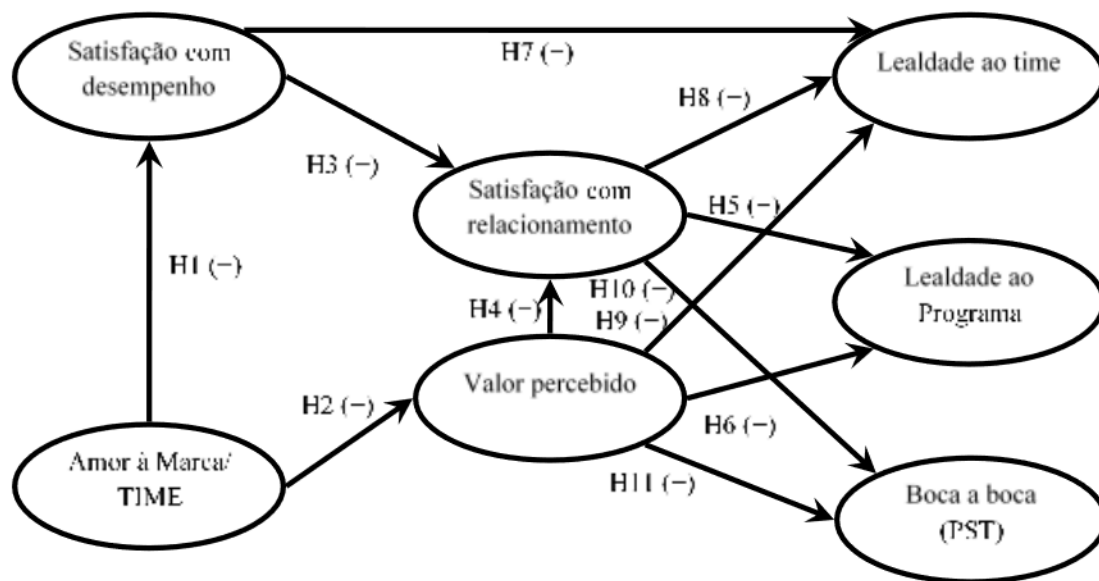 Satisfação com
desempenho
H7 (−)
Lealdade ao time
H8 (−)
H3 (−)
Satisfação com
relacionamento
H5 (−)
H1 (−)
H10 (−)
Lealdade ao
Programa
H4 (−)
H9 (−)
Valor percebido
H2 (−)
H6 (−)
Amor à Marca/
TIME
H11 (−)
Boca a boca
(PST)